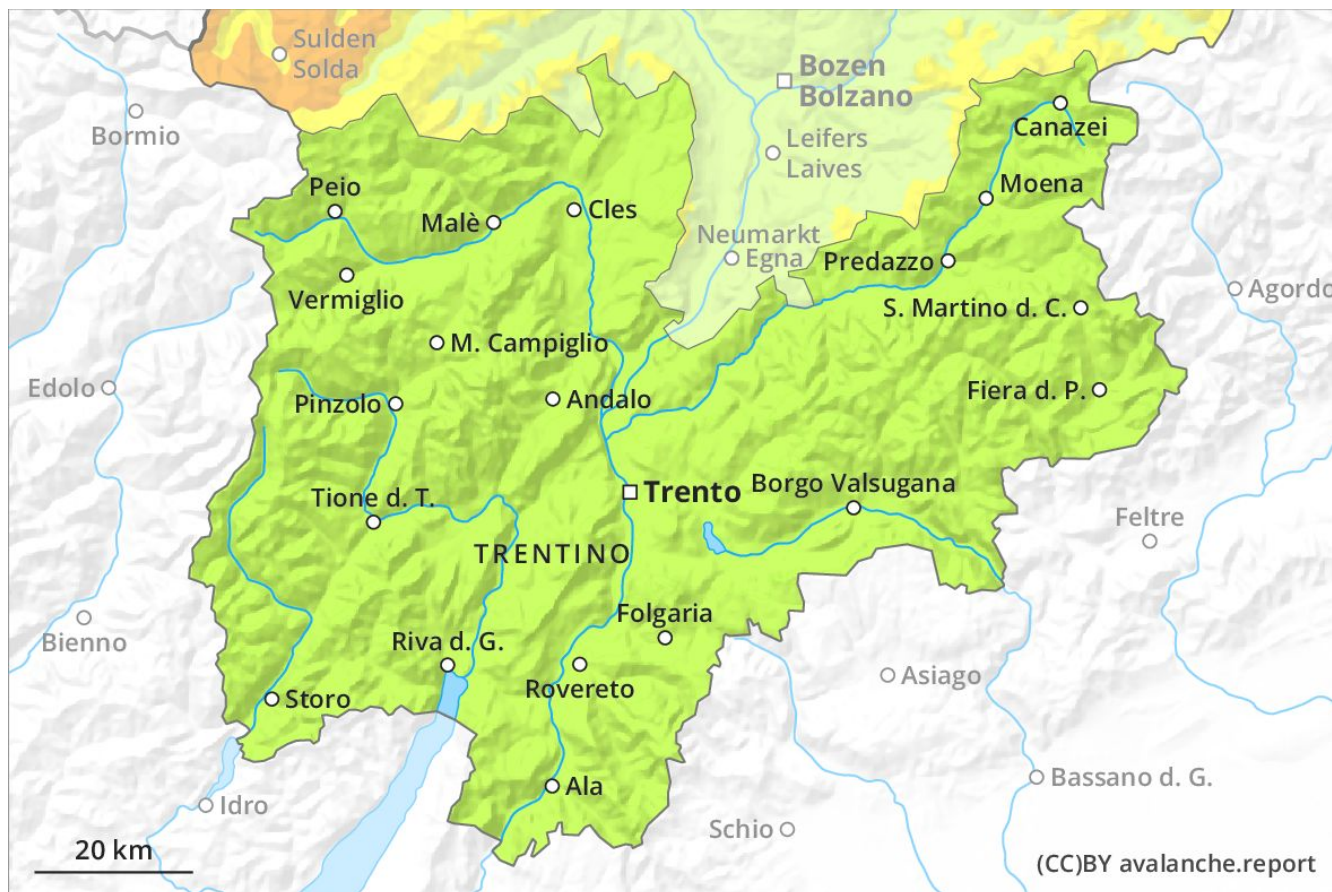 Sulden
Solda
Bozen
Bolzano
Bormio
Canazei
Leifers
Laives
Peio
Moena
Malè
Cles
Neumarkt
Egna
Predazzo
Vermiglio
Agordo
S. Martino d. C.
M. Campiglio
Edolo
Pinzolo
Andalo
Fiera d. P.
Tione d. T.
Trento
Borgo Valsugana
Feltre
TRENTINO
Bienno
Folgaria
Riva d. G.
Asiago
Storo
Rovereto
Bassano d. G.
Ala
Idro
Schio
20 km
(CC)BY avalanche.report